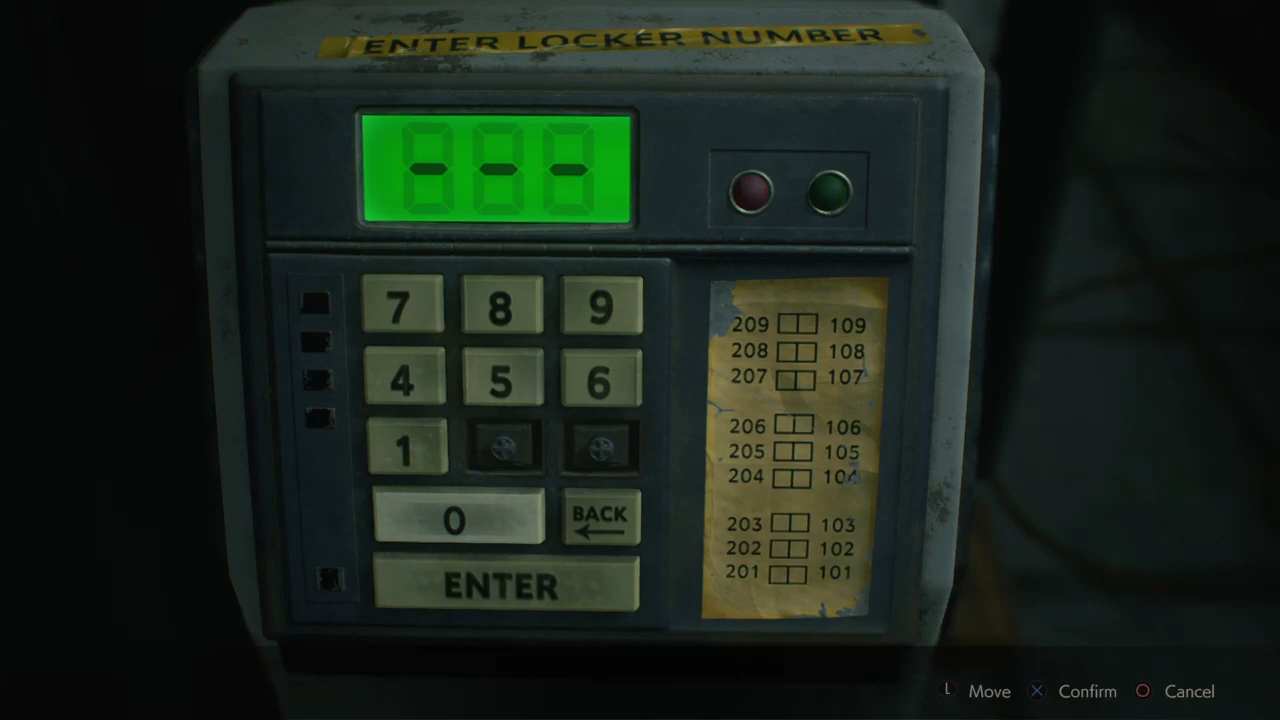 ENTER LOCKER NUMBER
- - -
7 8 9
4 5 6
1
0 BACK
ENTER
209 109
208 108
207 107
206 106
205 105
204 104
203 103
202 102
201 101
L Move Confirm Cancel